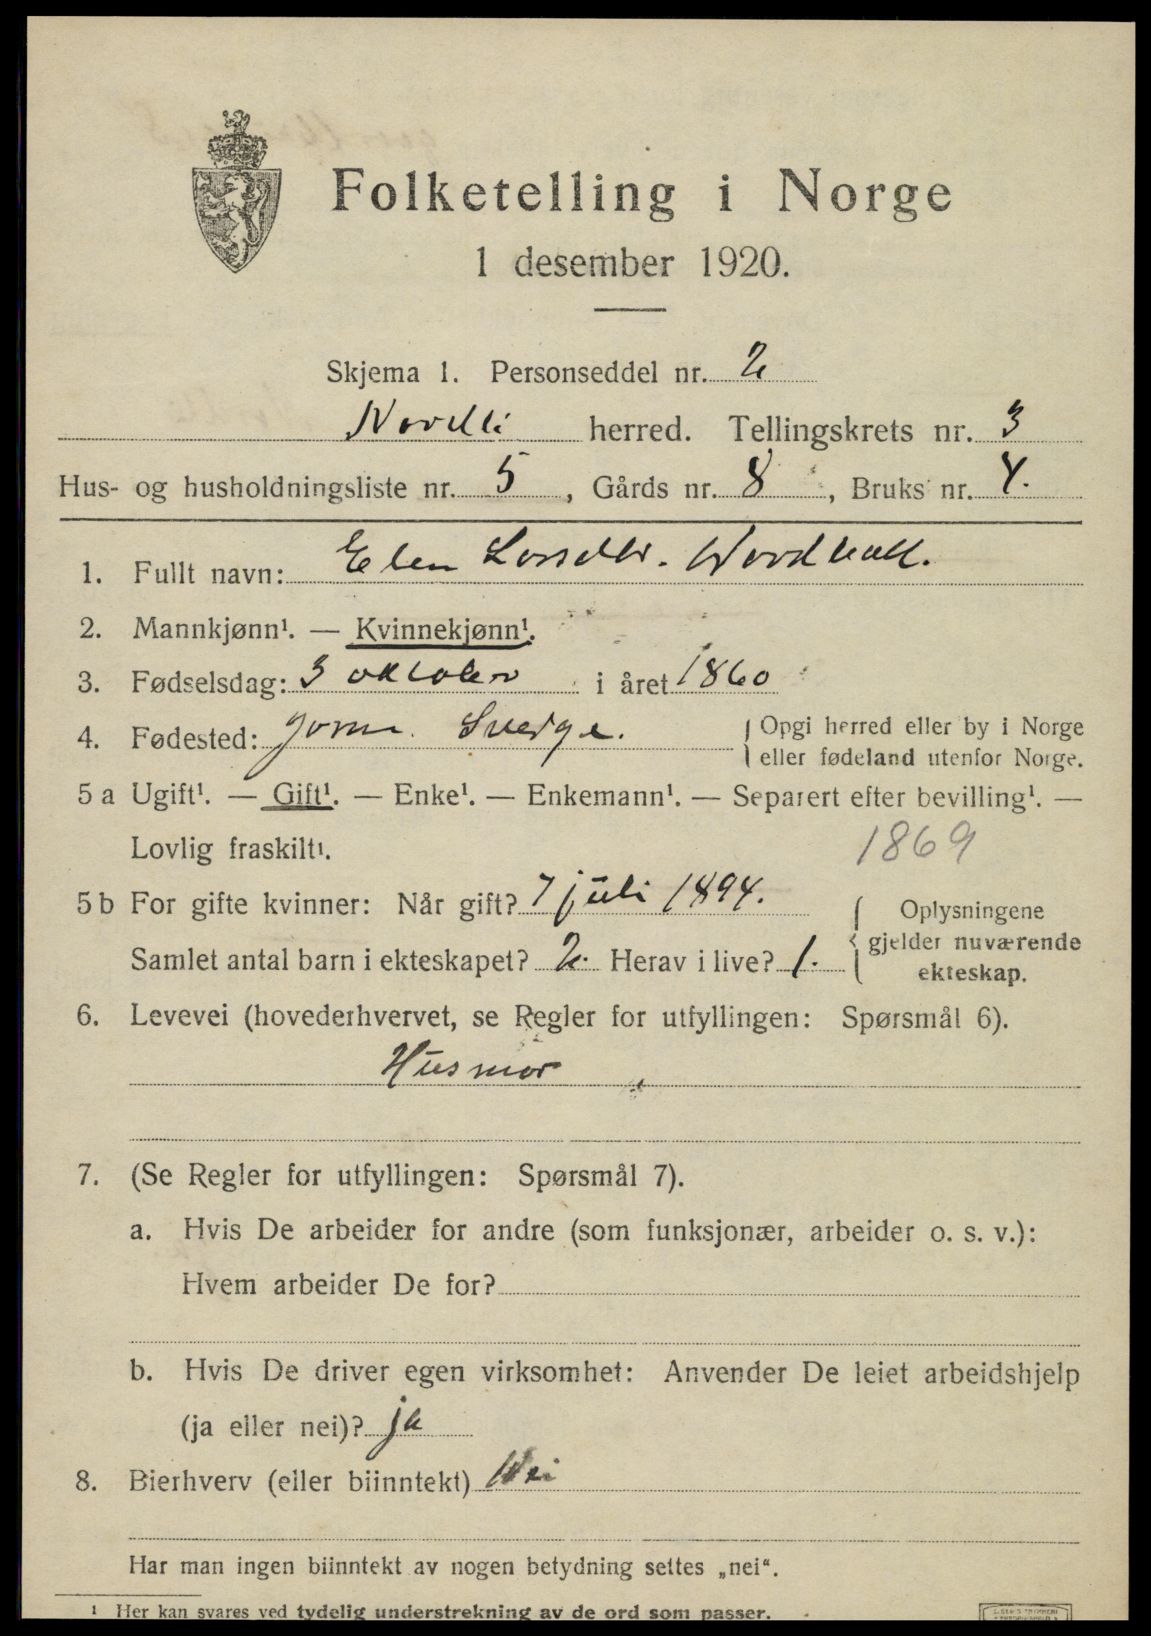 Folketelling i Norge
1 desember 1920.
Skjema 1. Personseddel nr. 2
Nordli herred. Tellingskrets nr. 3
Hus- og husholdningsliste nr. 5, Gårds nr. 8, Bruks nr. 4.
1. Fullt navn: Elen Larsdtr. Nordbakk.
2. Mannkjønn¹. — Kvinnekjønn¹.
3. Fødselsdag: 3 oktober i året 1860
4. Fødested: Jorm. Sverge. Opgi herred eller by i Norge
eller fødeland utenfor Norge.
5 a Ugift¹. — Gift¹. — Enke¹. — Enkemann¹. — Separert efter bevilling¹. —
Lovlig fraskilt¹. 1869
5 b For gifte kvinner: Når gift? 7 juli 1894. Oplysningene
gjelder nuværende
Samlet antal barn i ekteskapet? 2. Herav i live? 1. ekteskap.
6. Levevei (hovederhvervet, se Regler for utfyllingen: Spørsmål 6).
Husmor
7. (Se Regler for utfyllingen: Spørsmål 7).
a. Hvis De arbeider for andre (som funksjonær, arbeider o. s. v.):
Hvem arbeider De for?
b. Hvis De driver egen virksomhet: Anvender De leiet arbeidshjelp
(ja eller nei)? ja
8. Bierhverv (eller biinntekt) Nei
Har man ingen biinntekt av nogen betydning settes „nei“.
¹ Her kan svares ved tydelig understrekning av de ord som passer.